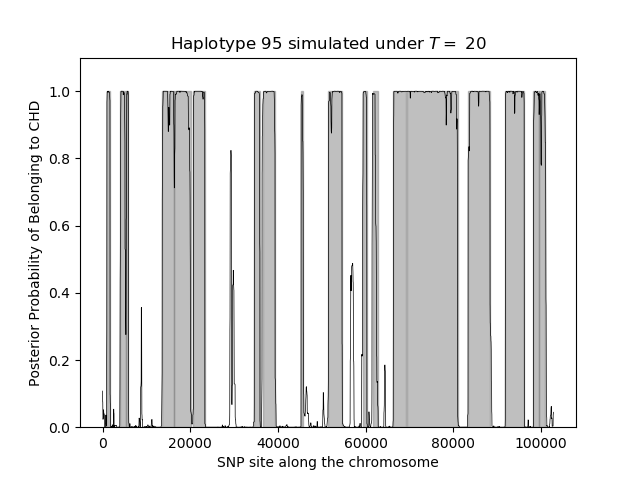 Haplotype 95 simulated under T = 20
Posterior Probability of Belonging to CHD
1.0
0.8
0.6
0.4
0.2
0.0
0 20000 40000 60000 80000 100000
SNP site along the chromosome